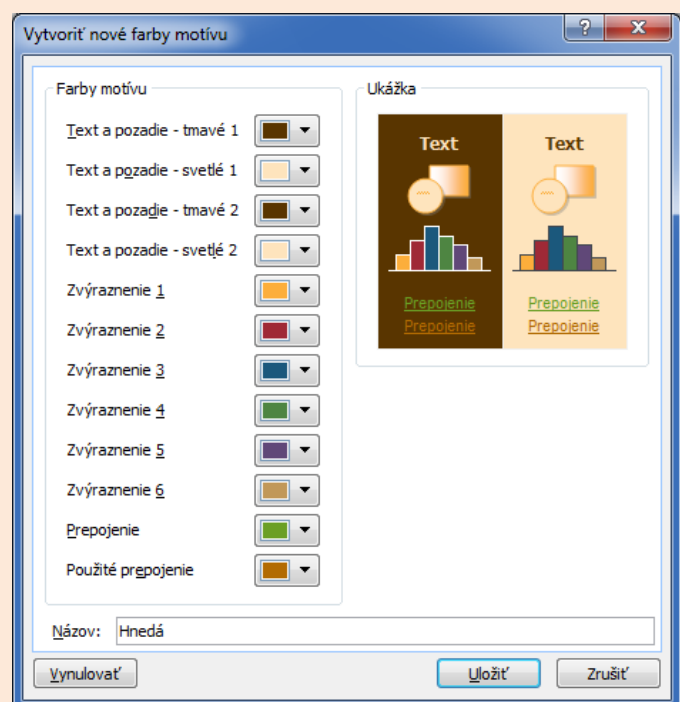 Vytvoriť nové farby motívu
Farby motívu
Text a pozadie - tmavé 1
Text a pozadie - svetlé 1
Text a pozadie - tmavé 2
Text a pozadie - svetlé 2
Zvýraznenie 1
Zvýraznenie 2
Zvýraznenie 3
Zvýraznenie 4
Zvýraznenie 5
Zvýraznenie 6
Prepojenie
Použité prepojenie
Ukážka
Text Text
Prepojenie Prepojenie
Prepojenie Prepojenie
Názov: Hnedá
Vynulovať Uložiť Zrušiť